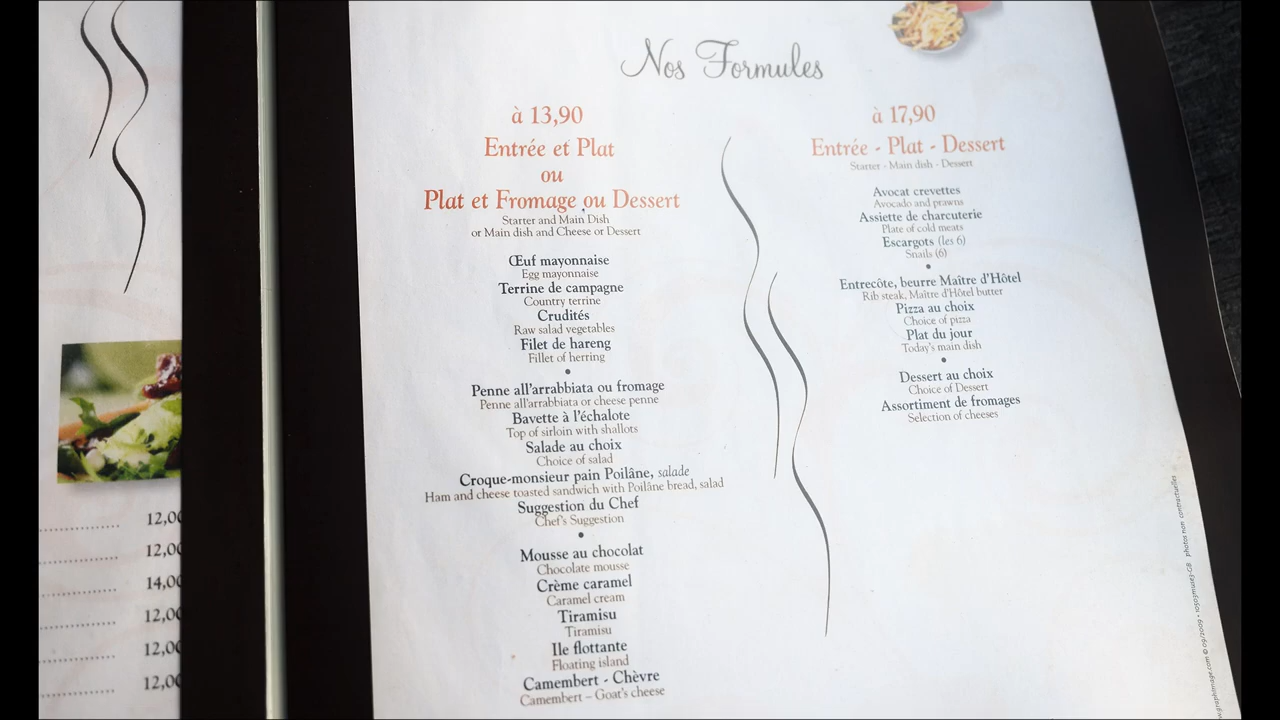 Nos Formules
à 13,90
Entrée et Plat
ou
Plat et Fromage ou Dessert
Starter and Main Dish
or Main dish and Cheese or Dessert
Œuf mayonnaise
Egg mayonnaise
Terrine de campagne
Country terrine
Crudités
Raw salad vegetables
Filet de hareng
Fillet of herring
•
Penne all'arrabbiata ou fromage
Penne all'arrabbiata or cheese penne
Bavette à l'échalote
Top of sirloin with shallots
Salade au choix
Choice of salad
Croque-monsieur pain Poilâne, salade
Ham and cheese toasted sandwich with Poilâne bread, salad
Suggestion du Chef
Chef's Suggestion
•
Mousse au chocolat
Chocolate mousse
Crème caramel
Caramel cream
Tiramisu
Tiramisu
Ile flottante
Floating island
Camembert - Chèvre
Camembert – Goat's cheese
à 17,90
Entrée - Plat - Dessert
Starter - Main dish - Dessert
Avocat crevettes
Avocado and prawns
Assiette de charcuterie
Plate of cold meats
Escargots (les 6)
Snails (6)
•
Entrecôte, beurre Maître d'Hôtel
Rib steak, Maître d'Hôtel butter
Pizza au choix
Choice of pizza
Plat du jour
Today's main dish
•
Dessert au choix
Choice of Dessert
Assortiment de fromages
Selection of cheeses
12,00
12,00
14,00
12,00
12,00
12,00
photos non contractuelles